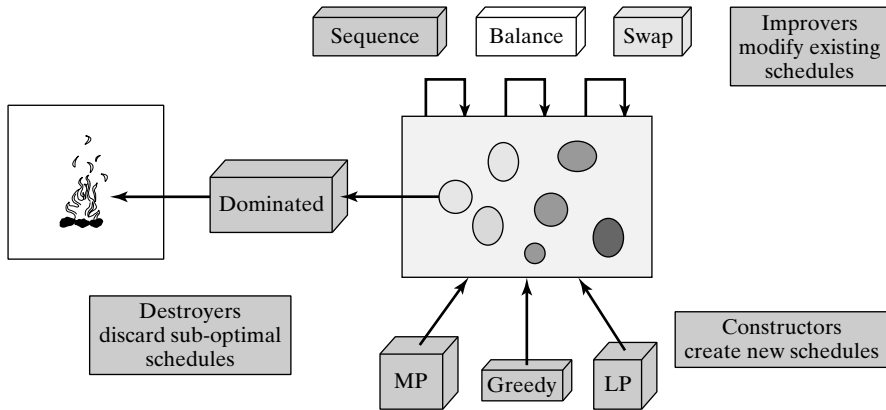 Sequence
Balance
Swap
Improvers
modify existing
schedules
Dominated
Destroyers
discard sub-optimal
schedules
Constructors
create new schedules
MP
Greedy
LP